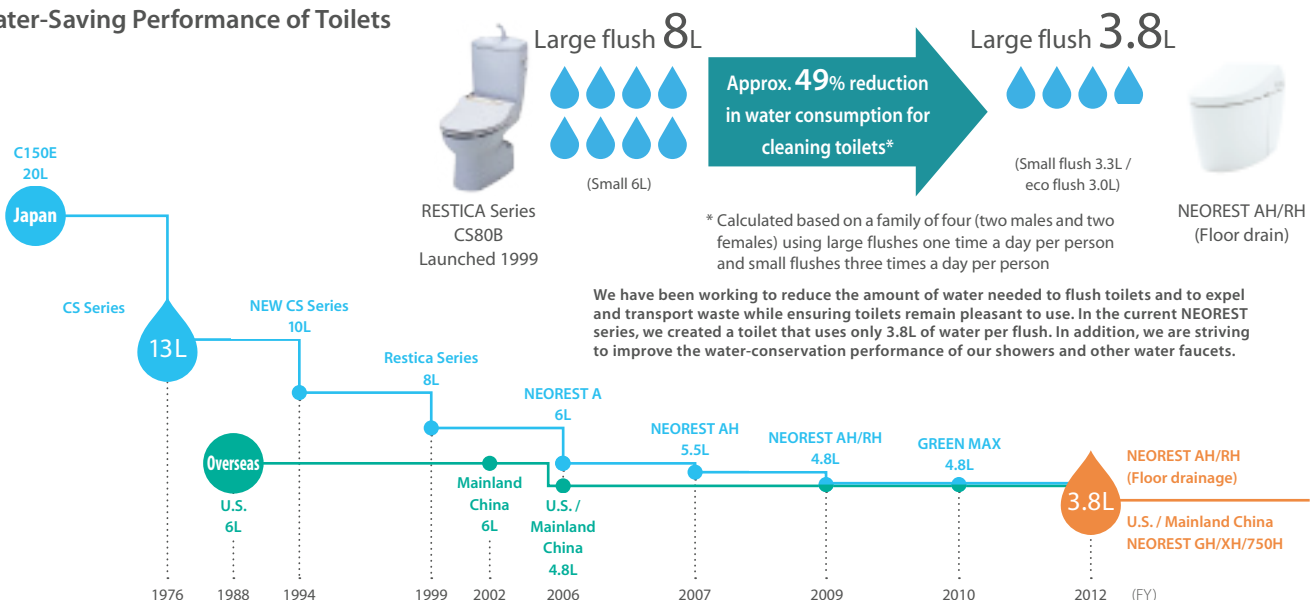 ater-Saving Performance of Toilets
Large flush 8L
(Small 6L)
RESTICA Series
CS80B
Launched 1999
Approx. 49% reduction
in water consumption for
cleaning toilets*
Large flush 3.8L
(Small flush 3.3L /
eco flush 3.0L)
NEOREST AH/RH
(Floor drain)
* Calculated based on a family of four (two males and two
females) using large flushes one time a day per person
and small flushes three times a day per person
We have been working to reduce the amount of water needed to flush toilets and to expel
and transport waste while ensuring toilets remain pleasant to use. In the current NEOREST
series, we created a toilet that uses only 3.8L of water per flush. In addition, we are striving
to improve the water-conservation performance of our showers and other water faucets.
C150E
20L
Japan
CS Series
13L
NEW CS Series
10L
Restica Series
8L
NEOREST A
6L
NEOREST AH
5.5L
NEOREST AH/RH
4.8L
GREEN MAX
4.8L
Overseas
U.S.
6L
Mainland
China
6L
U.S. /
Mainland
China
4.8L
3.8L
NEOREST AH/RH
(Floor drainage)
U.S. / Mainland China
NEOREST GH/XH/750H
1976 1988 1994 1999 2002 2006 2007 2009 2010 2012 (FY)